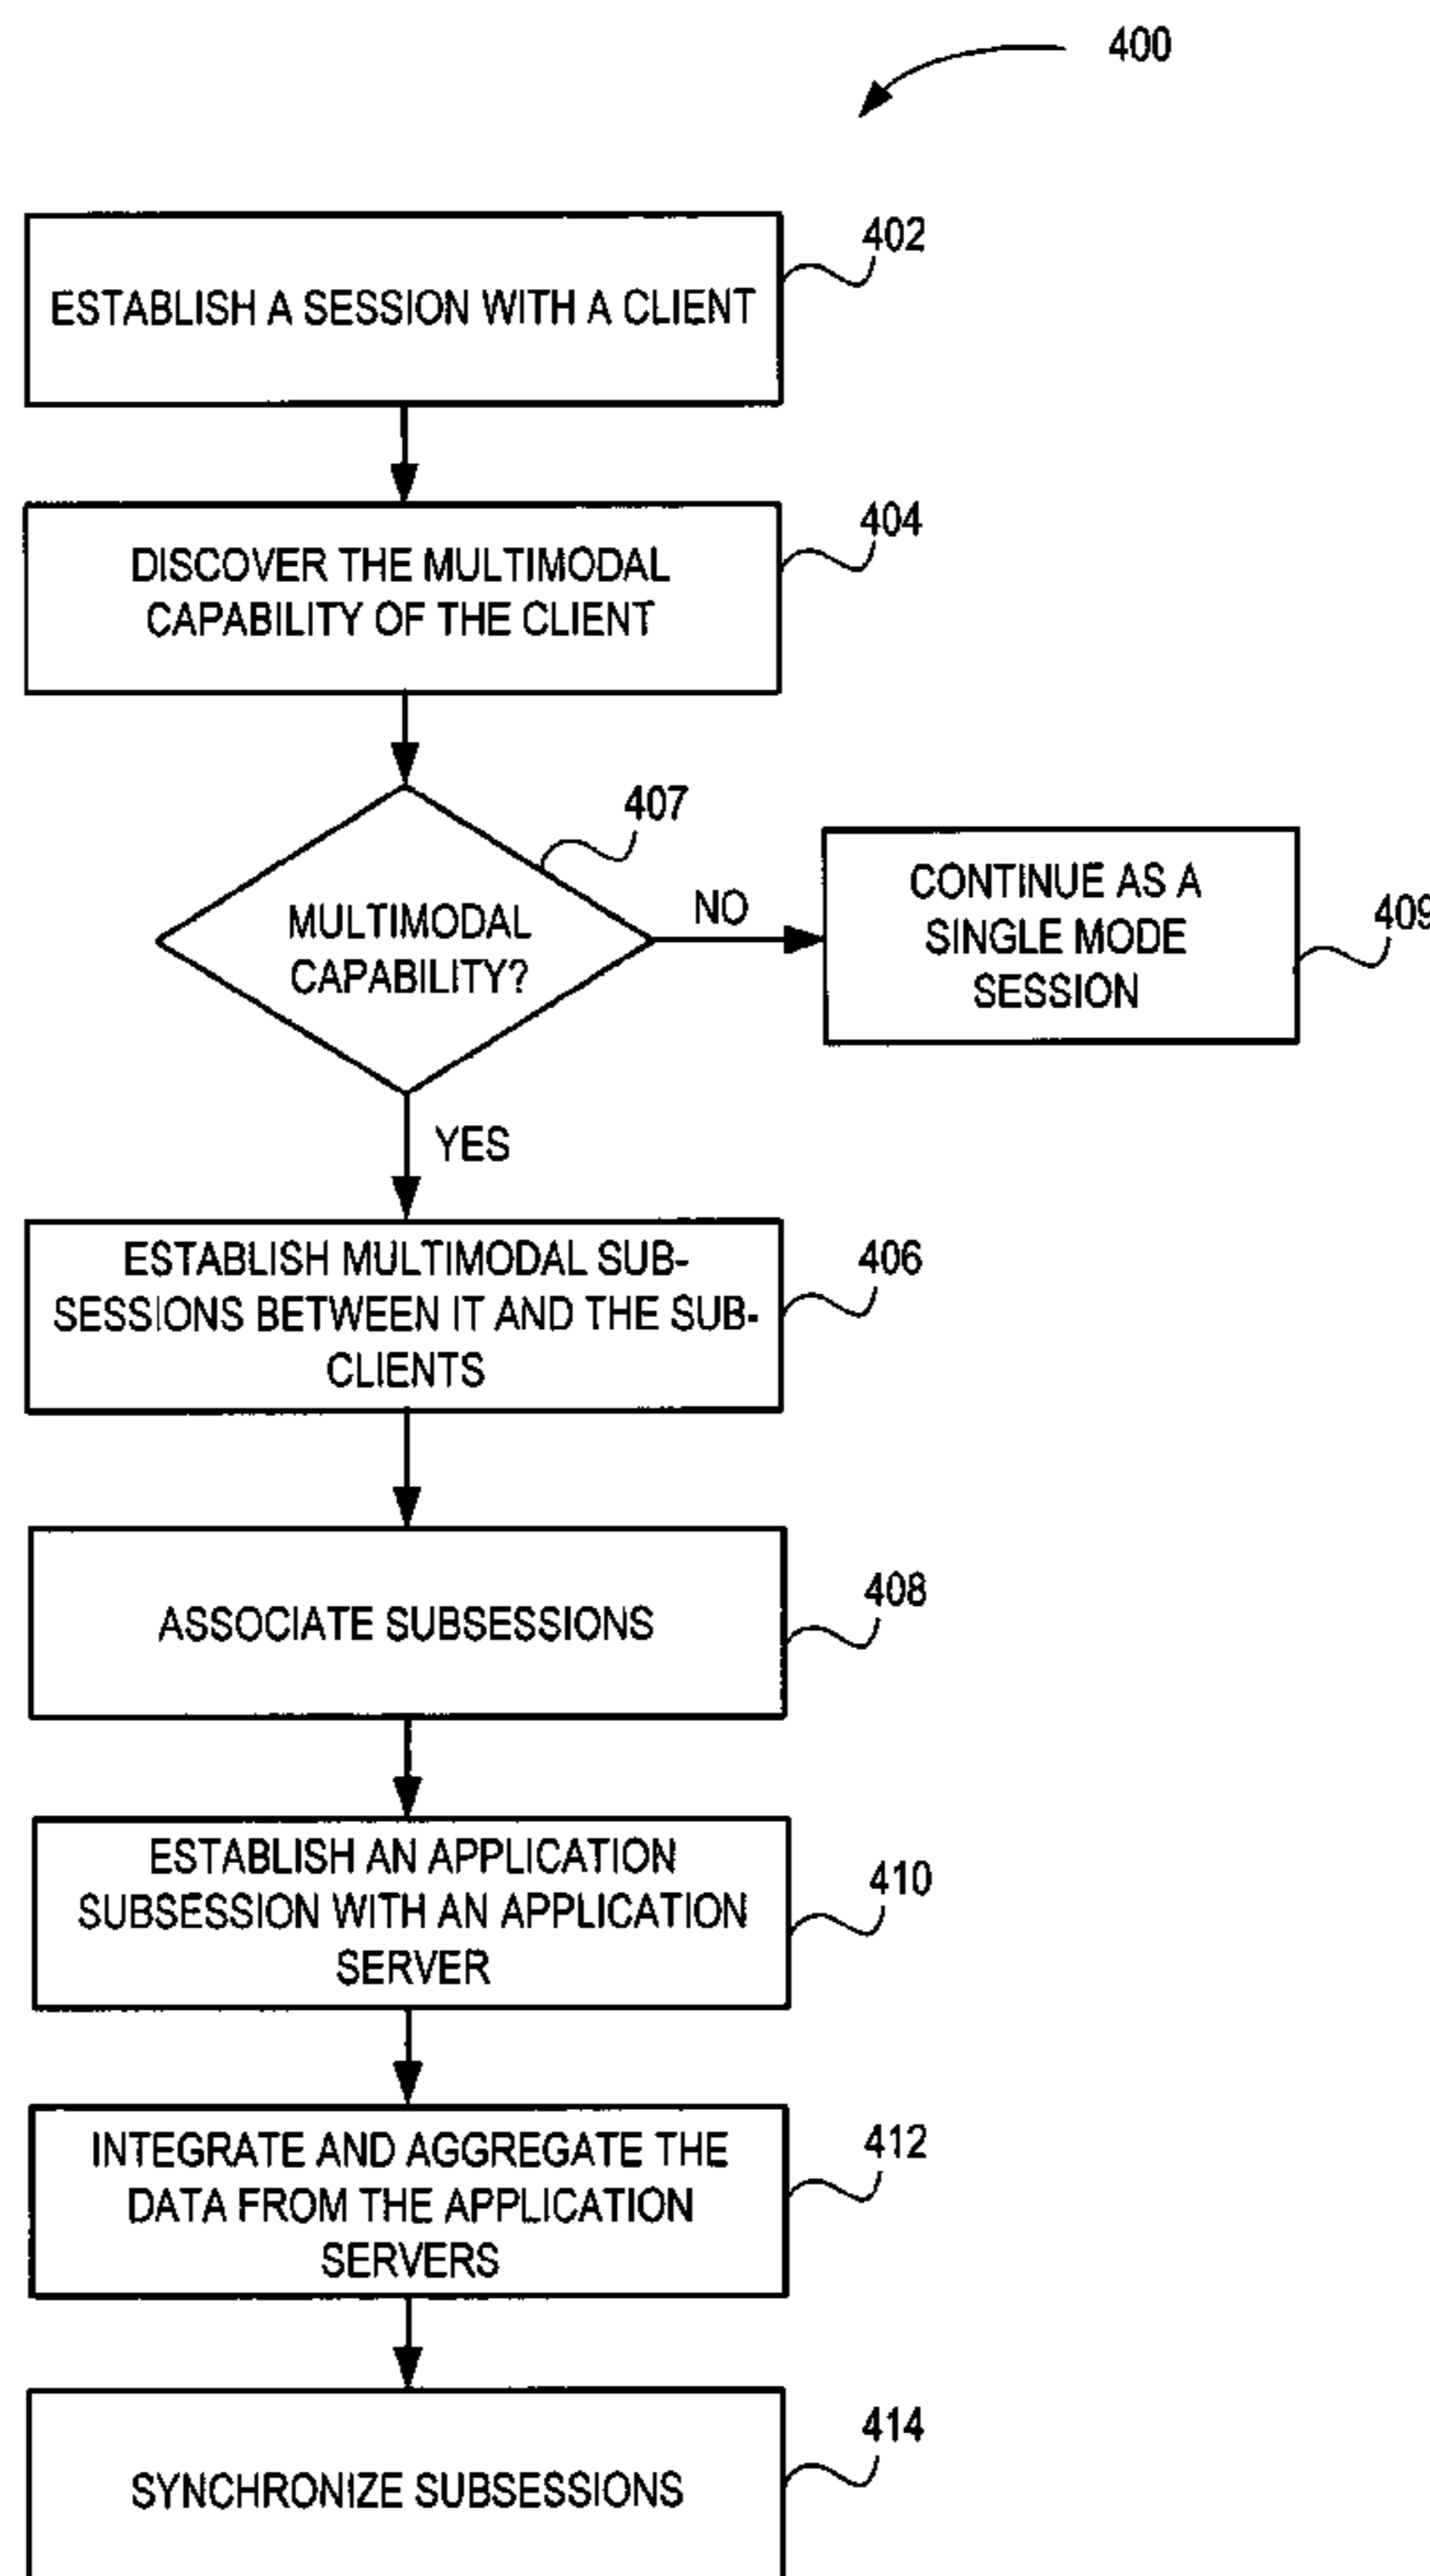 400
402
ESTABLISH A SESSION WITH A CLIENT
404
DISCOVER THE MULTIMODAL
CAPABILITY OF THE CLIENT
407
MULTIMODAL
CAPABILITY?
NO
CONTINUE AS A
SINGLE MODE
SESSION
409
YES
ESTABLISH MULTIMODAL SUB-
SESSIONS BETWEEN IT AND THE SUB-
CLIENTS
406
408
ASSOCIATE SUBSESSIONS
ESTABLISH AN APPLICATION
SUBSESSION WITH AN APPLICATION
SERVER
410
412
INTEGRATE AND AGGREGATE THE
DATA FROM THE APPLICATION
SERVERS
414
SYNCHRONIZE SUBSESSIONS